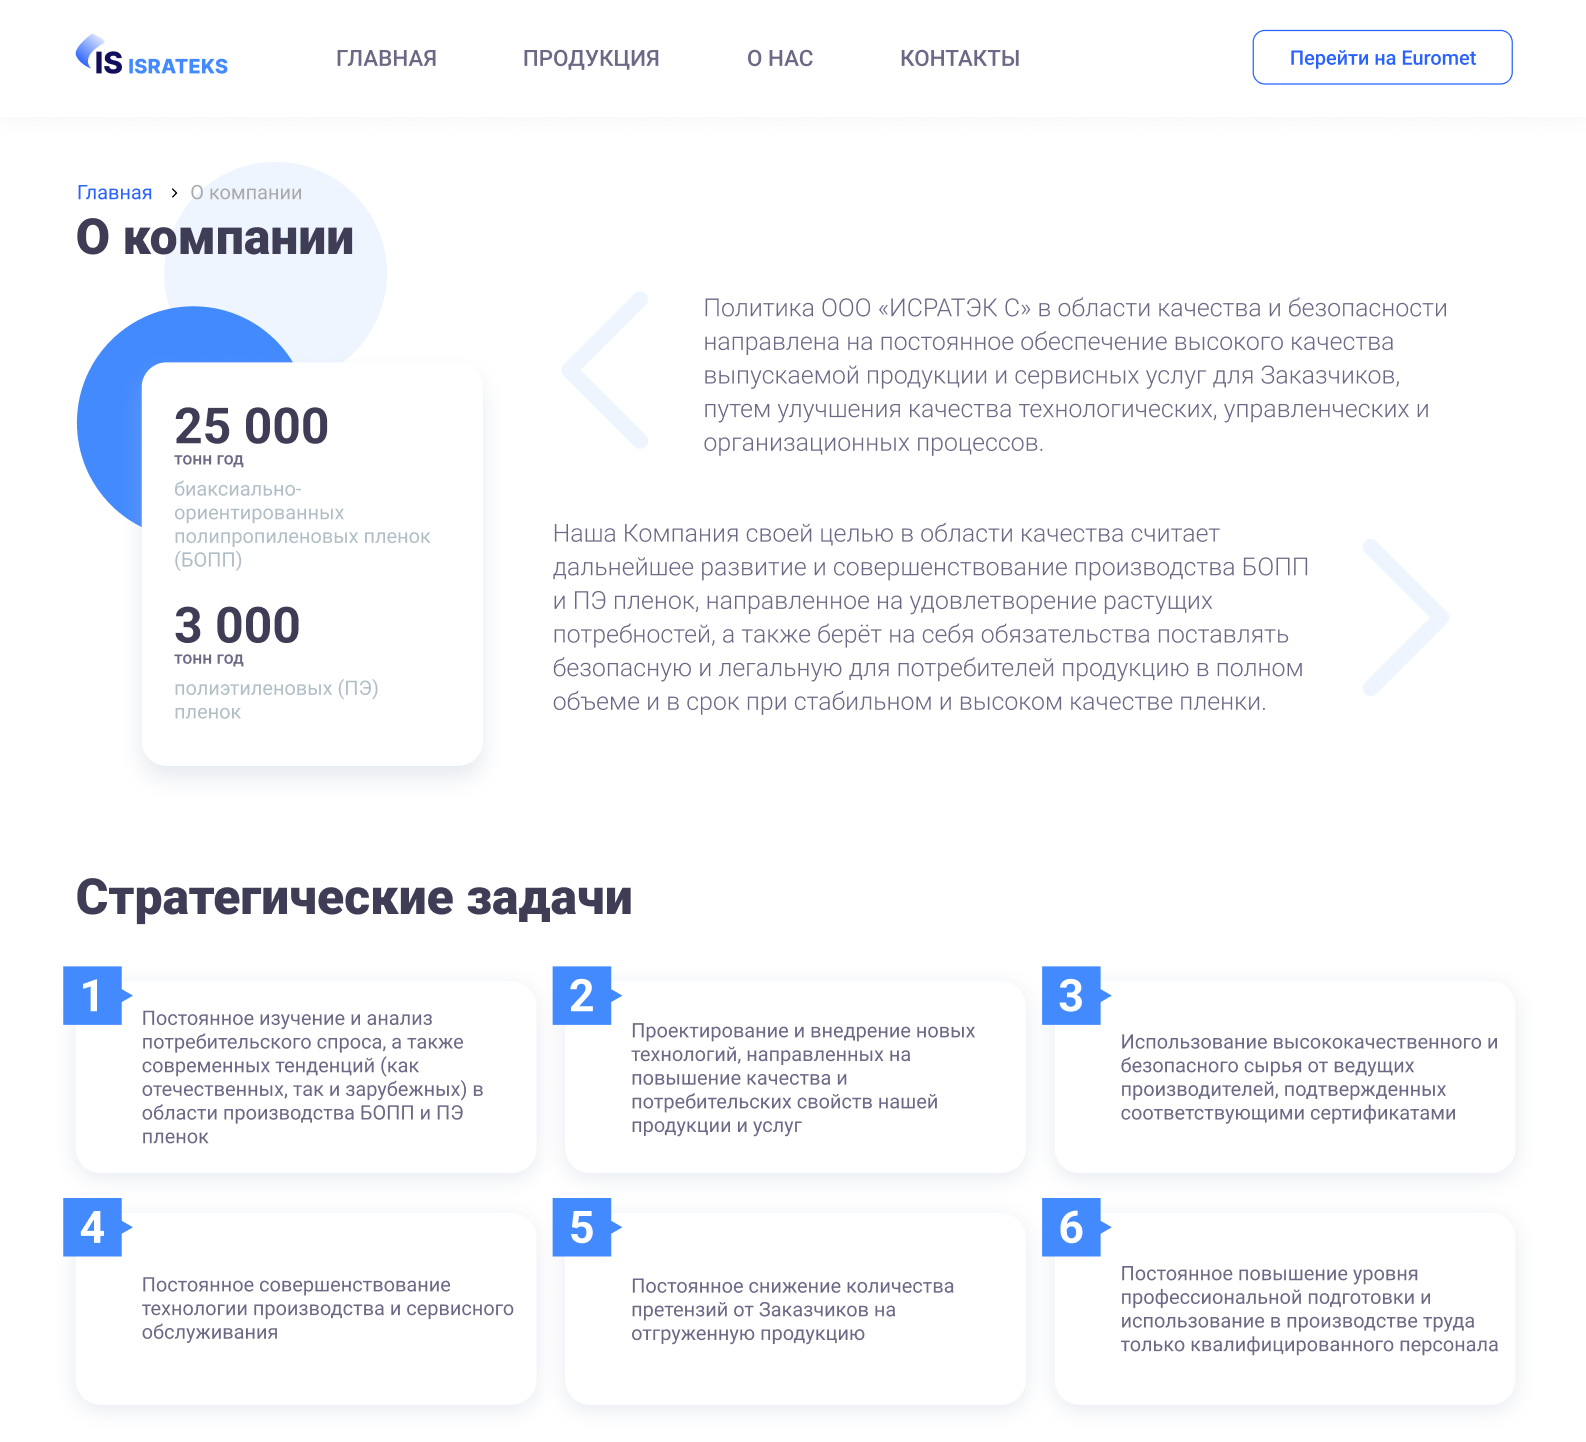 IS ISRATEKS
ГЛАВНАЯ
ПРОДУКЦИЯ
О НАС
КОНТАКТЫ
Перейти на Euromet
Главная > О компании
О компании
25 000
тонн год
биаксиально-
ориентированных
полипропиленовых пленок
(БОПП)
3 000
тонн год
полиэтиленовых (ПЭ)
пленок
Политика ООО «ИСРАТЭК С» в области качества и безопасности
направлена на постоянное обеспечение высокого качества
выпускаемой продукции и сервисных услуг для Заказчиков,
путем улучшения качества технологических, управленческих и
организационных процессов.
Наша Компания своей целью в области качества считает
дальнейшее развитие и совершенствование производства БОПП
и ПЭ пленок, направленное на удовлетворение растущих
потребностей, а также берёт на себя обязательства поставлять
безопасную и легальную для потребителей продукцию в полном
объеме и в срок при стабильном и высоком качестве пленки.
Стратегические задачи
1
Постоянное изучение и анализ
потребительского спроса, а также
современных тенденций (как
отечественных, так и зарубежных) в
области производства БОПП и ПЭ
пленок
2
Проектирование и внедрение новых
технологий, направленных на
повышение качества и
потребительских свойств нашей
продукции и услуг
3
Использование высококачественного и
безопасного сырья от ведущих
производителей, подтвержденных
соответствующими сертификатами
4
Постоянное совершенствование
технологии производства и сервисного
обслуживания
5
Постоянное снижение количества
претензий от Заказчиков на
отгруженную продукцию
6
Постоянное повышение уровня
профессиональной подготовки и
использование в производстве труда
только квалифицированного персонала